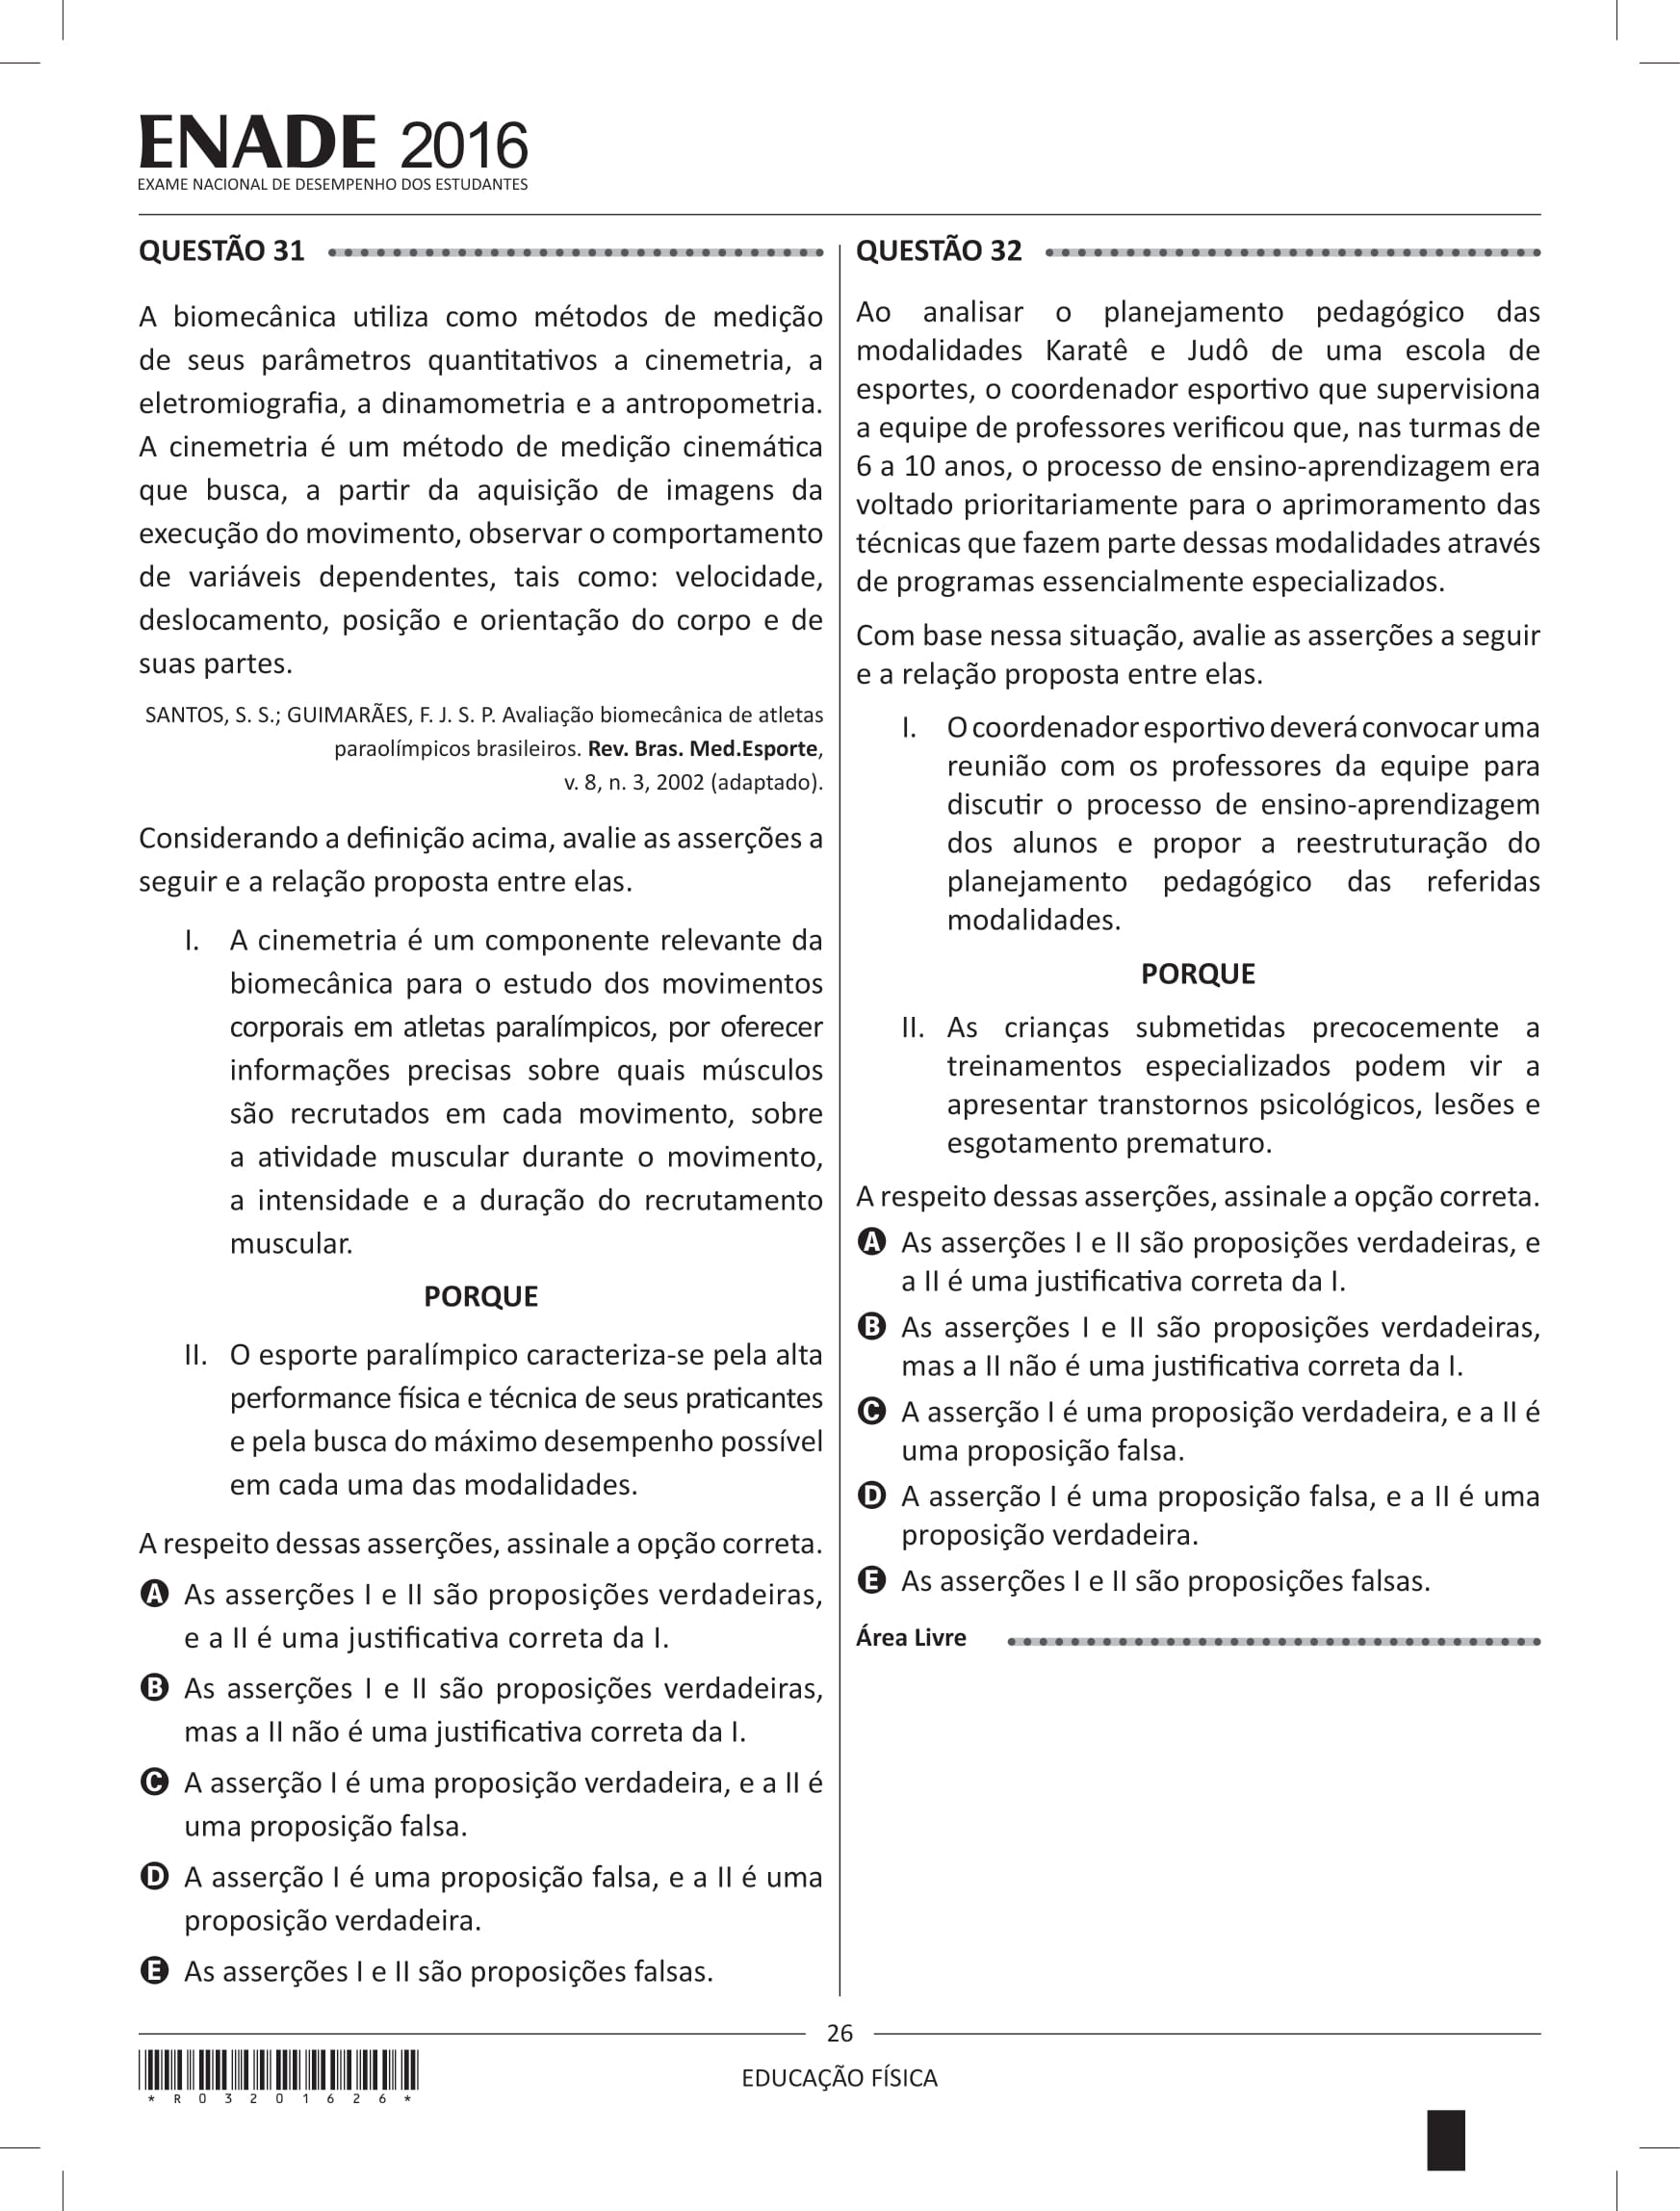 ENADE 2016
EXAME NACIONAL DE DESEMPENHO DOS ESTUDANTES
QUESTÃO 31
A biomecânica utiliza como métodos de medição
de seus parâmetros quantitativos a cinemetria, a
eletromiografia, a dinamometria e a antropometria.
A cinemetria é um método de medição cinemática
que busca, a partir da aquisição de imagens da
execução do movimento, observar o comportamento
de variáveis dependentes, tais como: velocidade,
deslocamento, posição e orientação do corpo e de
suas partes.
SANTOS, S. S.; GUIMARÃES, F. J. S. P. Avaliação biomecânica de atletas
paraolímpicos brasileiros. Rev. Bras. Med.Esporte,
v. 8, n. 3, 2002 (adaptado).
Considerando a definição acima, avalie as asserções a
seguir e a relação proposta entre elas.
I. A cinemetria é um componente relevante da
biomecânica para o estudo dos movimentos
corporais em atletas paralímpicos, por oferecer
informações precisas sobre quais músculos
são recrutados em cada movimento, sobre
a atividade muscular durante o movimento,
a intensidade e a duração do recrutamento
muscular.
PORQUE
II. O esporte paralímpico caracteriza-se pela alta
performance física e técnica de seus praticantes
e pela busca do máximo desempenho possível
em cada uma das modalidades.
A respeito dessas asserções, assinale a opção correta.
A As asserções I e II são proposições verdadeiras,
e a II é uma justificativa correta da I.
B As asserções I e II são proposições verdadeiras,
mas a II não é uma justificativa correta da I.
C A asserção I é uma proposição verdadeira, e a II é
uma proposição falsa.
D A asserção I é uma proposição falsa, e a II é uma
proposição verdadeira.
E As asserções I e II são proposições falsas.
QUESTÃO 32
Ao analisar o planejamento pedagógico das
modalidades Karatê e Judô de uma escola de
esportes, o coordenador esportivo que supervisiona
a equipe de professores verificou que, nas turmas de
6 a 10 anos, o processo de ensino-aprendizagem era
voltado prioritariamente para o aprimoramento das
técnicas que fazem parte dessas modalidades através
de programas essencialmente especializados.
Com base nessa situação, avalie as asserções a seguir
e a relação proposta entre elas.
I. O coordenador esportivo deverá convocar uma
reunião com os professores da equipe para
discutir o processo de ensino-aprendizagem
dos alunos e propor a reestruturação do
planejamento pedagógico das referidas
modalidades.
PORQUE
II. As crianças submetidas precocemente a
treinamentos especializados podem vir a
apresentar transtornos psicológicos, lesões e
esgotamento prematuro.
A respeito dessas asserções, assinale a opção correta.
A As asserções I e II são proposições verdadeiras, e
a II é uma justificativa correta da I.
B As asserções I e II são proposições verdadeiras,
mas a II não é uma justificativa correta da I.
C A asserção I é uma proposição verdadeira, e a II é
uma proposição falsa.
D A asserção I é uma proposição falsa, e a II é uma
proposição verdadeira.
E As asserções I e II são proposições falsas.
Área Livre
26
EDUCAÇÃO FÍSICA
*R0320162 6*